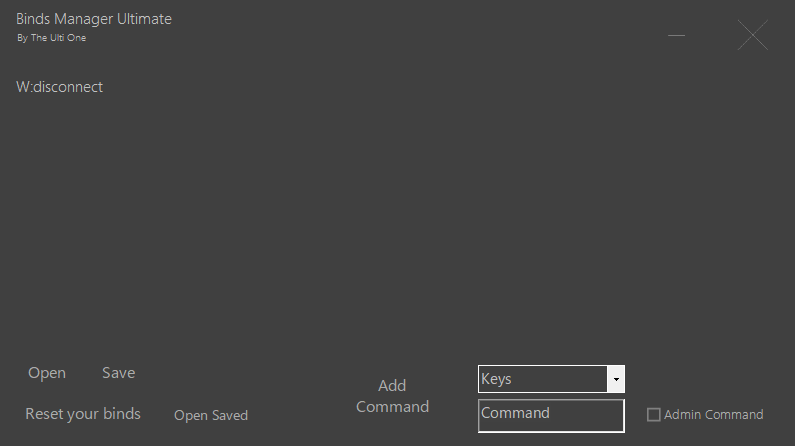 Binds Manager Ultimate
By The Ulti One
W:disconnect
Open Save
Add
Command
Keys
Command
Reset your binds
Open Saved
Admin Command